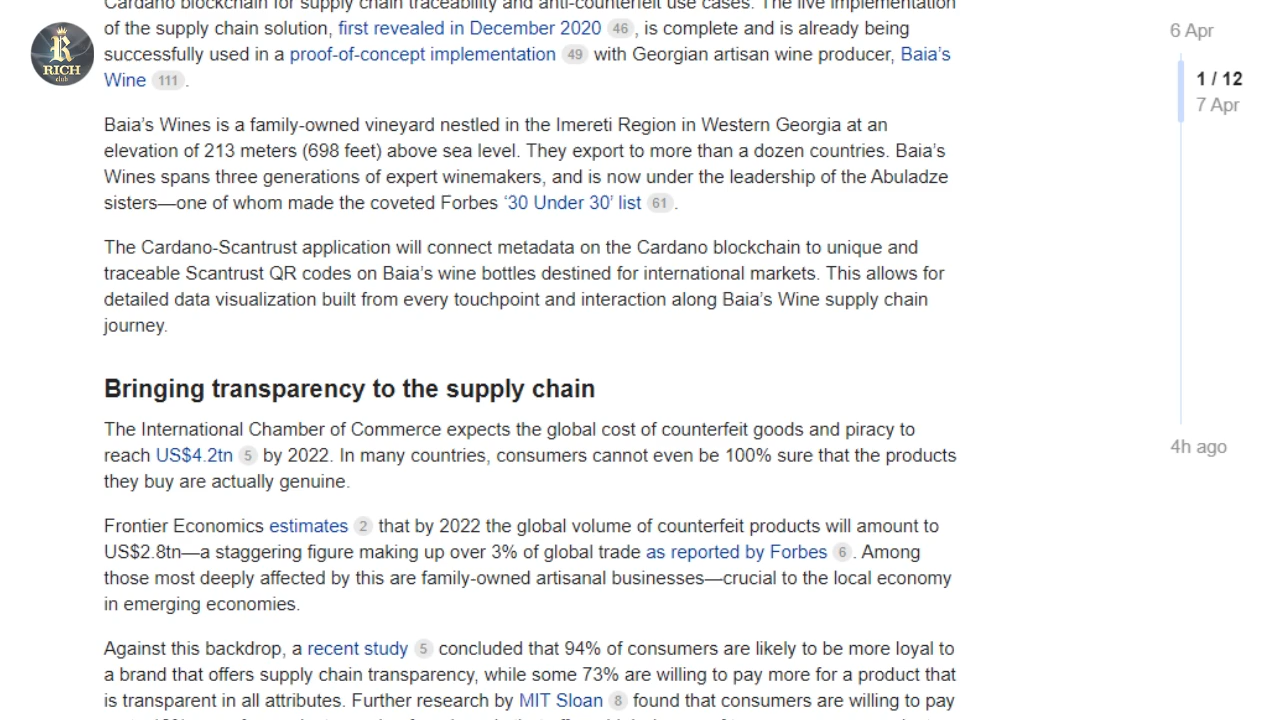 Cardano blockchain for supply chain traceability and anti-counterfeit use cases. The live implementation
of the supply chain solution, first revealed in December 2020 46 , is complete and is already being
successfully used in a proof-of-concept implementation 49 with Georgian artisan wine producer, Baia's
Wine 111 .
R
RICH
club
6 Apr
1 / 12
7 Apr
Baia's Wines is a family-owned vineyard nestled in the Imereti Region in Western Georgia at an
elevation of 213 meters (698 feet) above sea level. They export to more than a dozen countries. Baia's
Wines spans three generations of expert winemakers, and is now under the leadership of the Abuladze
sisters—one of whom made the coveted Forbes '30 Under 30' list 61 .
The Cardano-Scantrust application will connect metadata on the Cardano blockchain to unique and
traceable Scantrust QR codes on Baia's wine bottles destined for international markets. This allows for
detailed data visualization built from every touchpoint and interaction along Baia's Wine supply chain
journey.
Bringing transparency to the supply chain
The International Chamber of Commerce expects the global cost of counterfeit goods and piracy to
reach US$4.2tn 5 by 2022. In many countries, consumers cannot even be 100% sure that the products
they buy are actually genuine.
4h ago
Frontier Economics estimates 2 that by 2022 the global volume of counterfeit products will amount to
US$2.8tn—a staggering figure making up over 3% of global trade as reported by Forbes 6 . Among
those most deeply affected by this are family-owned artisanal businesses—crucial to the local economy
in emerging economies.
Against this backdrop, a recent study 5 concluded that 94% of consumers are likely to be more loyal to
a brand that offers supply chain transparency, while some 73% are willing to pay more for a product that
is transparent in all attributes. Further research by MIT Sloan 8 found that consumers are willing to pay